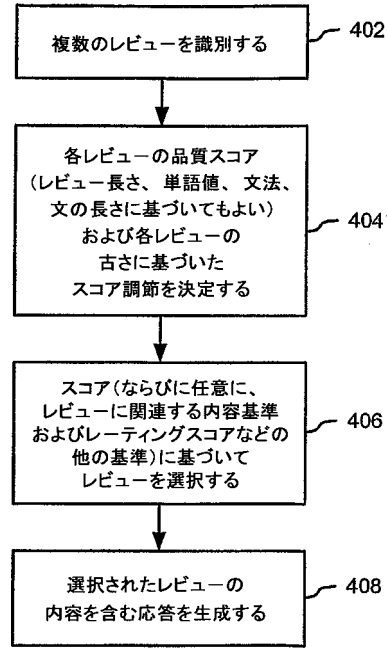 複数のレビューを識別する
402
各レビューの品質スコア
(レビュー長さ、単語値、文法、
文の長さに基づいてもよい)
および各レビューの
古さに基づいた
スコア調節を決定する
404
スコア(ならびに任意に、
レビューに関連する内容基準
およびレーティングスコアなどの
他の基準)に基づいて
レビューを選択する
406
選択されたレビューの
内容を含む応答を生成する
408